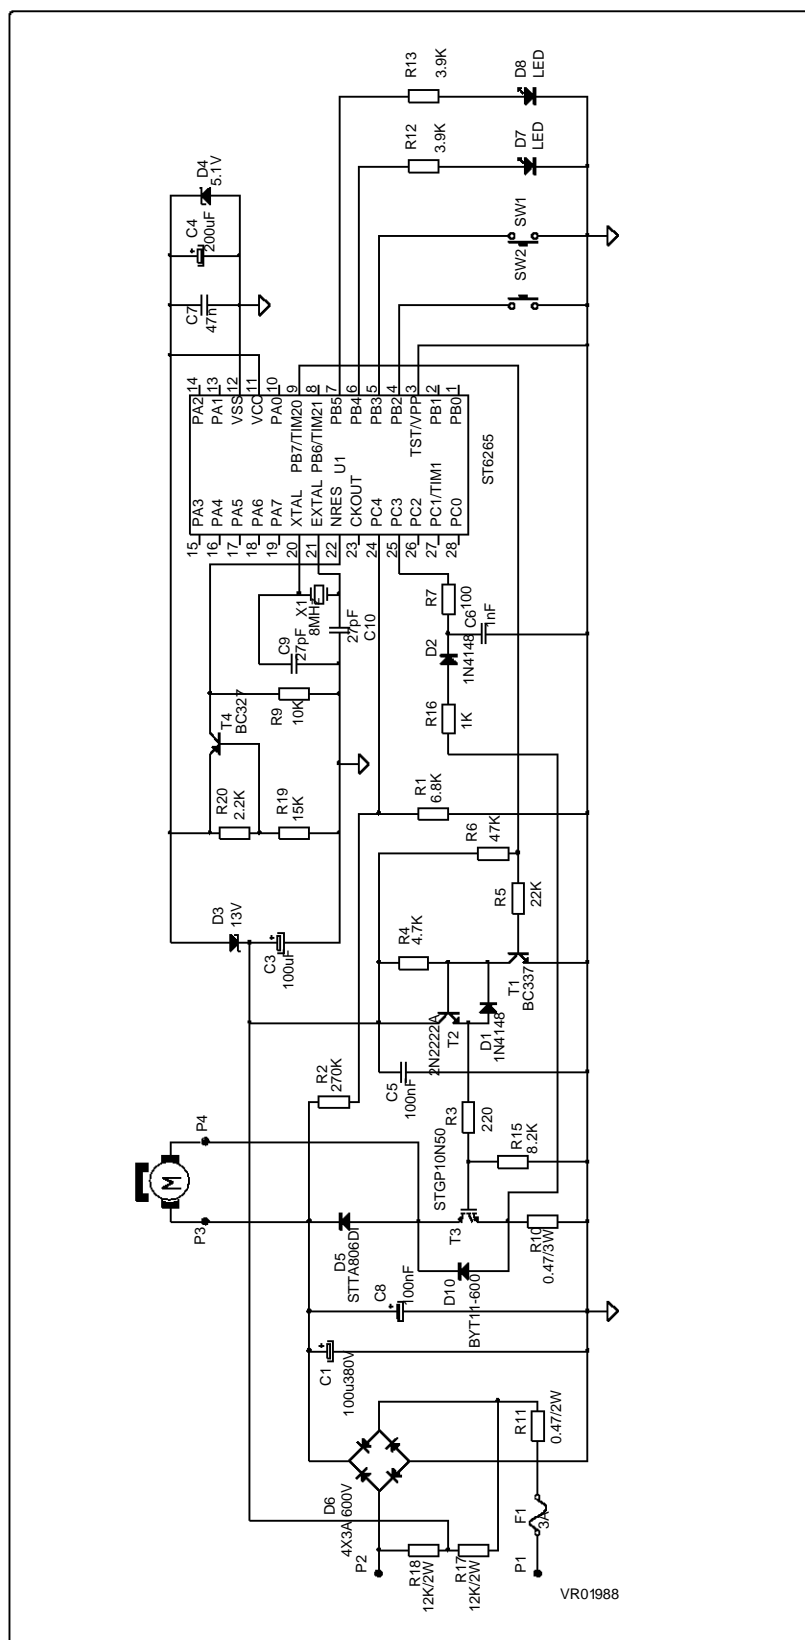 R13
3.9K
D8
LED
R12
3.9K
D7
LED
D4
5.1V
C4
200uF
SW1
SW2
C7
47n
14
13
12
11
10
9
8
7
6
5
4
3
2
1
PA2
PA1
VSS
VCC
PA0
PB7/TIM20
PB6/TIM21
PB5
PB4
PB3
PB2
TST/VPP
PB1
PB0
U1
ST6265
PA3
PA4
PA5
PA6
PA7
XTAL
EXTAL
NRES
CKOUT
PC4
PC3
PC2
PC1/TIM1
PC0
15
16
17
18
19
20
21
22
23
24
25
26
27
28
X1
8MHz
C9
27pF
27pF
C10
R7
100
C6
1nF
D2
1N4148
R16
1K
T4
BC327
R9
10K
R20
2.2K
R19
15K
R1
6.8K
R6
47K
R5
22K
D3
13V
C3
100uF
R4
4.7K
T1
BC337
2N2222A
T2
D1
1N4148
R2
270K
C5
100nF
R3
220
R15
8.2K
P4
M
P3
STGP10N50
T3
R10
0.47/3W
D5
STTA806DI
C8
100nF
D10
BYT11-600
C1
100u380V
R11
0.47/2W
D6
4X3A 600V
F1
3A
P2
R18
12K/2W
R17
12K/2W
P1
VR01988